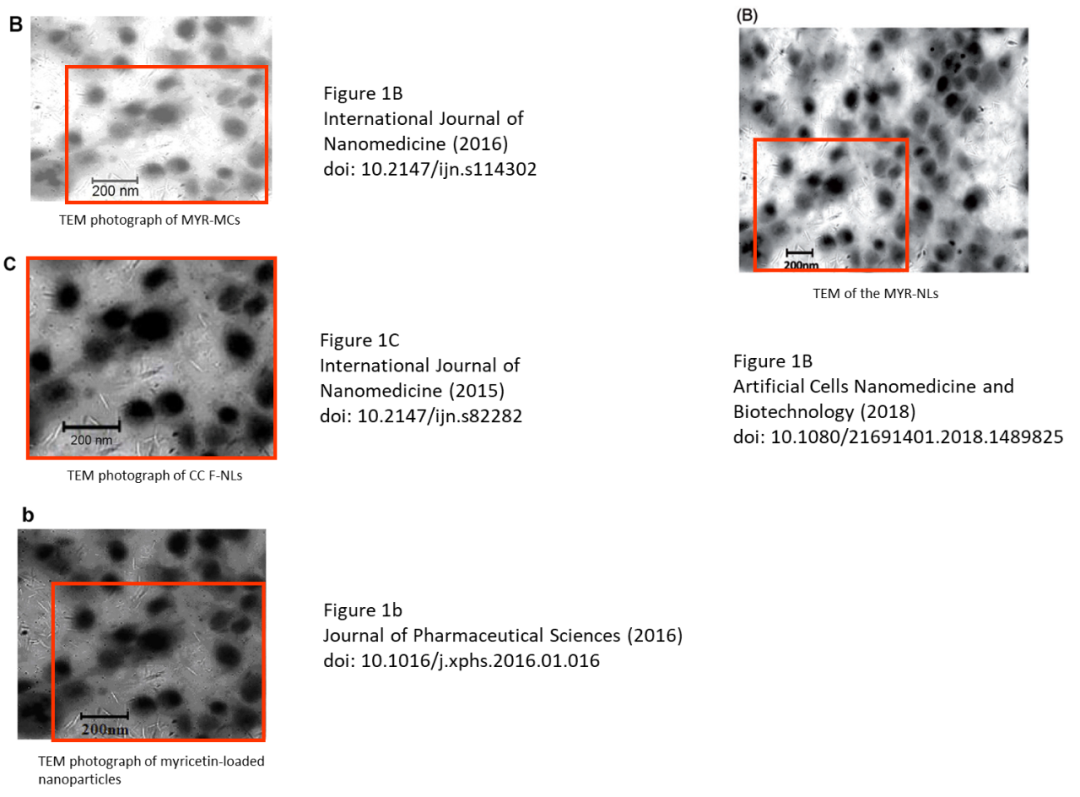 B
200 nm
TEM photograph of MYR-MCs
Figure 1B
International Journal of
Nanomedicine (2016)
doi: 10.2147/ijn.s114302
(B)
200nm
TEM of the MYR-NLs
C
200 nm
TEM photograph of CC F-NLs
Figure 1C
International Journal of
Nanomedicine (2015)
doi: 10.2147/ijn.s82282
Figure 1B
Artificial Cells Nanomedicine and
Biotechnology (2018)
doi: 10.1080/21691401.2018.1489825
b
200nm
TEM photograph of myricetin-loaded
nanoparticles
Figure 1b
Journal of Pharmaceutical Sciences (2016)
doi: 10.1016/j.xphs.2016.01.016